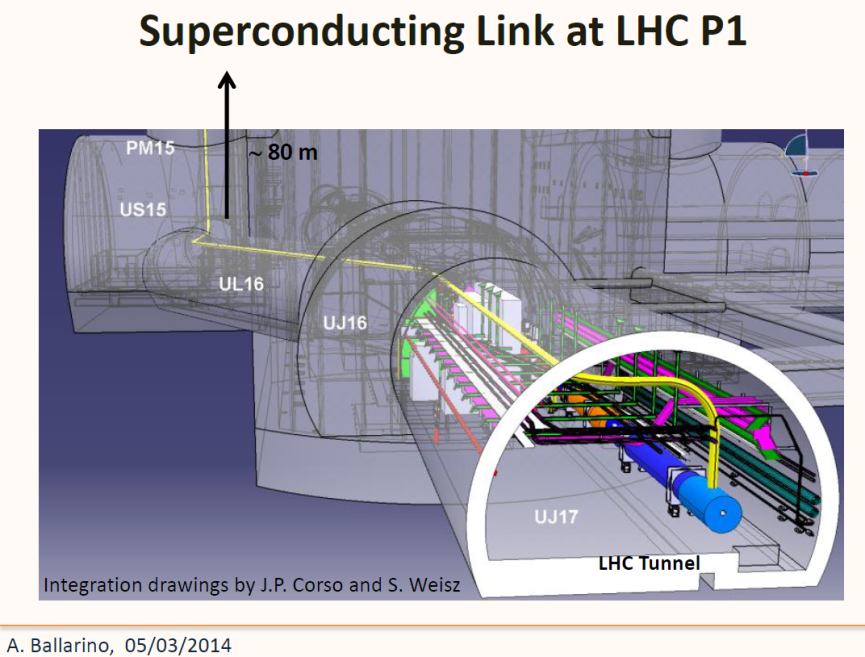 Superconducting Link at LHC P1
PM15
~ 80 m
US15
UL16
UJ16
UJ17
LHC Tunnel
Integration drawings by J.P. Corso and S. Weisz
A. Ballarino, 05/03/2014